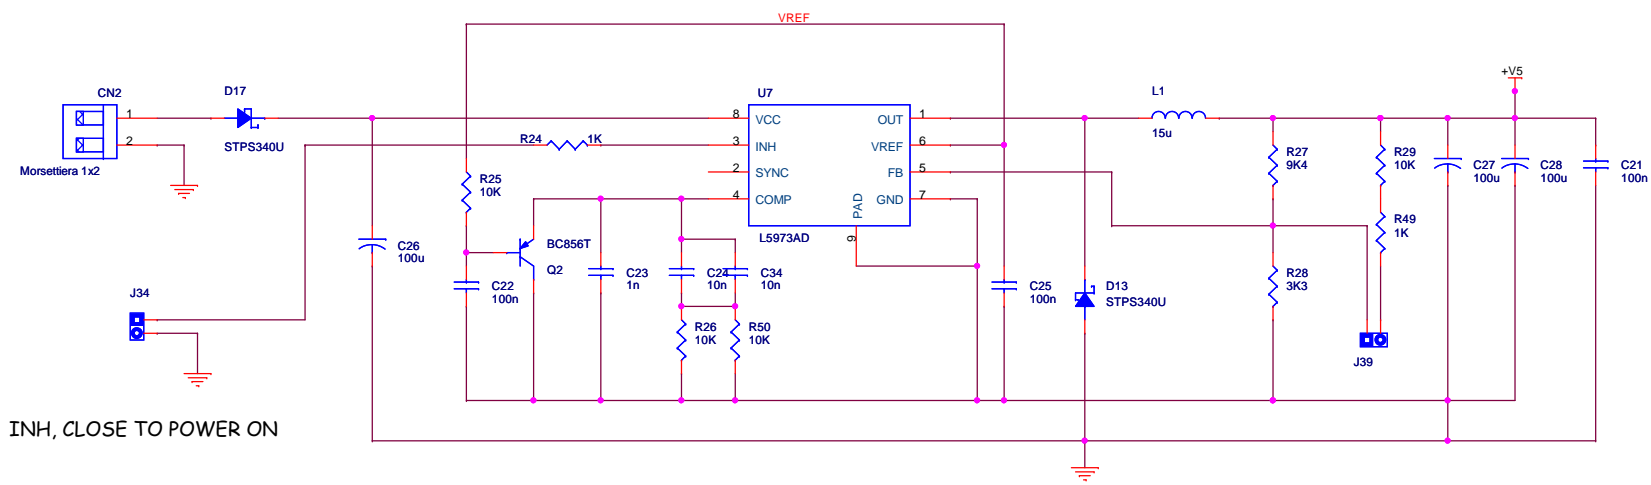 VREF
+V5
CN2
D17
U7
L1
1
2
8
VCC
OUT
1
STPS340U
15u
R24
1K
3
INH
VREF
6
R27
9K4
R29
10K
C27
100u
C28
100u
C21
100n
Morsettiera 1x2
R25
10K
2
SYNC
FB
5
4
COMP
PAD
GND
7
R49
1K
L5973AD
9
C26
100u
BC856T
Q2
C23
1n
C24
10n
C34
10n
C22
100n
C25
100n
D13
STPS340U
R28
3K3
J34
R26
10K
R50
10K
J39
INH, CLOSE TO POWER ON